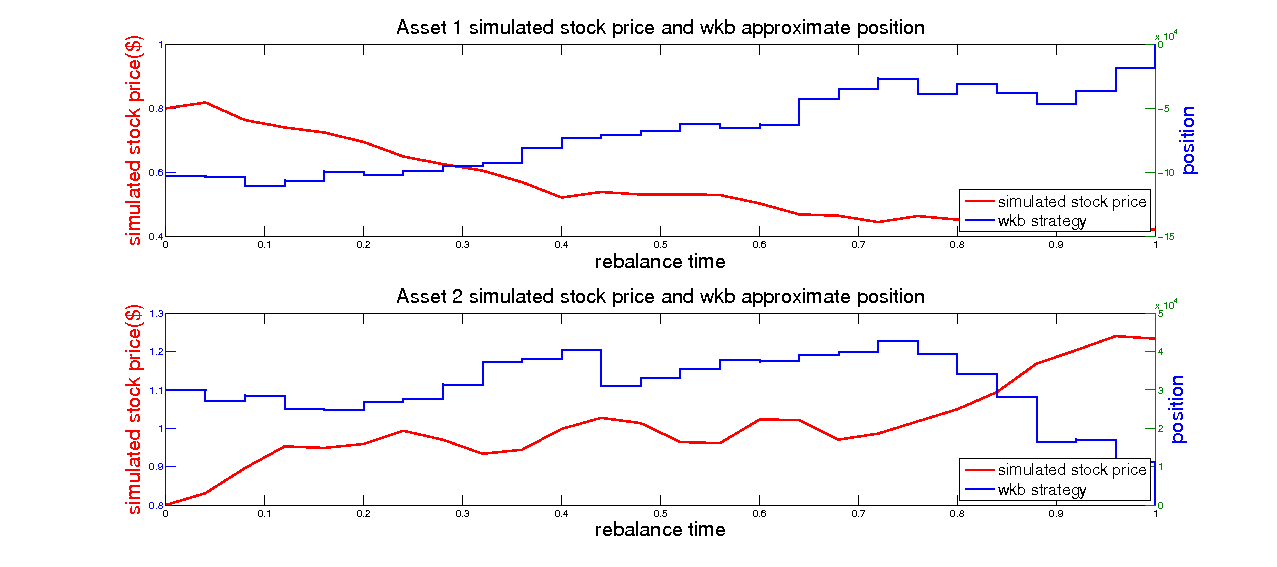 Asset 1 simulated stock price and wkb approximate position
x 10^4
1
0
0.8
−5
0.6
−10
0.4
−15
simulated stock price($)
position
simulated stock price
wkb strategy
0 0.1 0.2 0.3 0.4 0.5 0.6 0.7 0.8 0.9 1
rebalance time
Asset 2 simulated stock price and wkb approximate position
x 10^4
1.3
5
1.2
4
1.1
3
1
2
0.9
1
0.8
0
simulated stock price($)
position
simulated stock price
wkb strategy
0 0.1 0.2 0.3 0.4 0.5 0.6 0.7 0.8 0.9 1
rebalance time